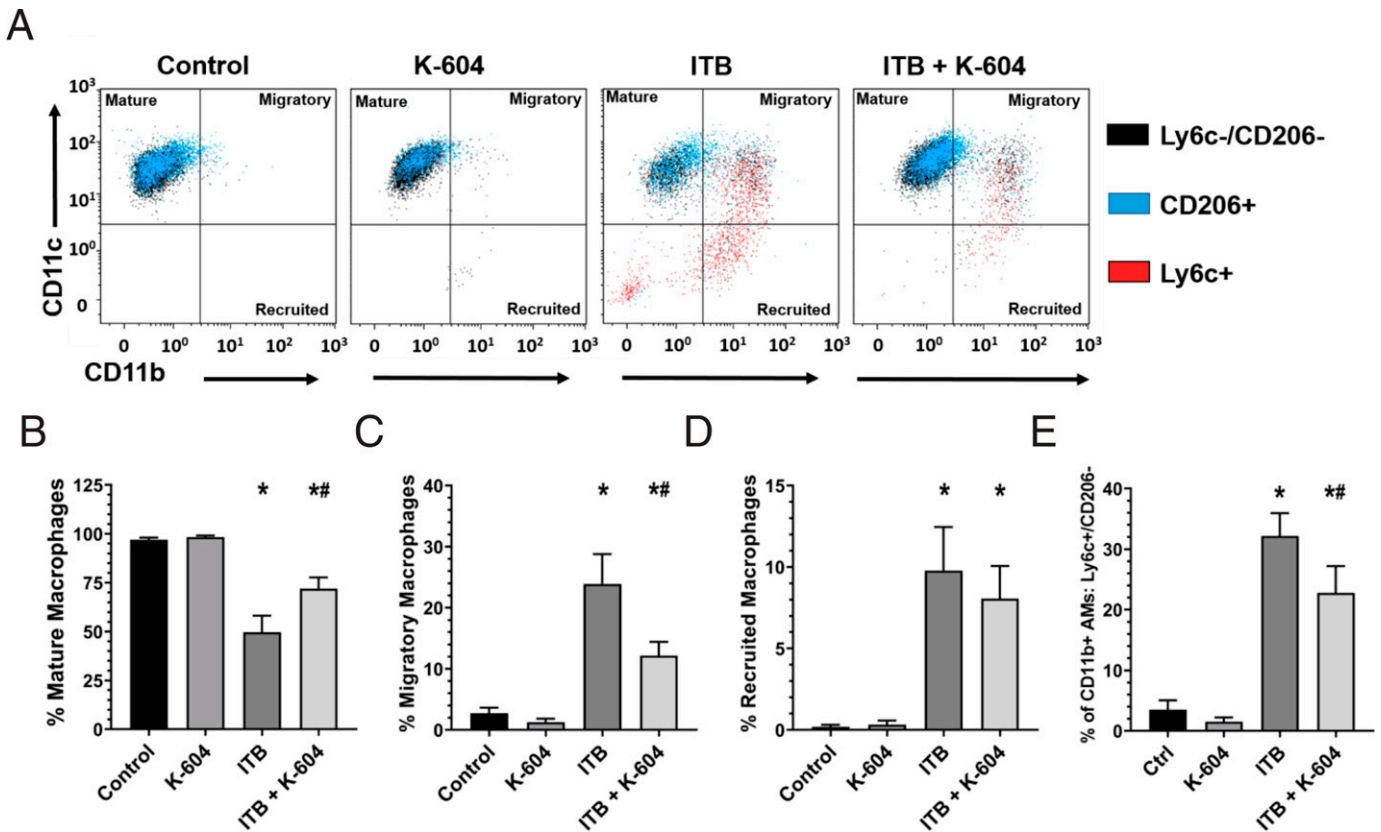 A
Control
K-604
ITB
ITB + K-604
10³
10²
10¹
10⁰
0
CD11c
Mature
Migratory
Recruited
Mature
Migratory
Recruited
Mature
Migratory
Recruited
Mature
Migratory
Recruited
0 10⁰ 10¹ 10² 10³
0 10⁰ 10¹ 10² 10³
0 10⁰ 10¹ 10² 10³
0 10⁰ 10¹ 10² 10³
CD11b
Ly6c-/CD206-
CD206+
Ly6c+
B
% Mature Macrophages
125
100
75
50
25
0
*
*#
Control
K-604
ITB
ITB + K-604
C
% Migratory Macrophages
40
30
20
10
0
*
*#
Control
K-604
ITB
ITB + K-604
D
% Recruited Macrophages
15
10
5
0
*
*
Control
K-604
ITB
ITB + K-604
E
% of CD11b+ AMs: Ly6c+/CD206-
40
30
20
10
0
*
*#
Ctrl
K-604
ITB
ITB + K-604